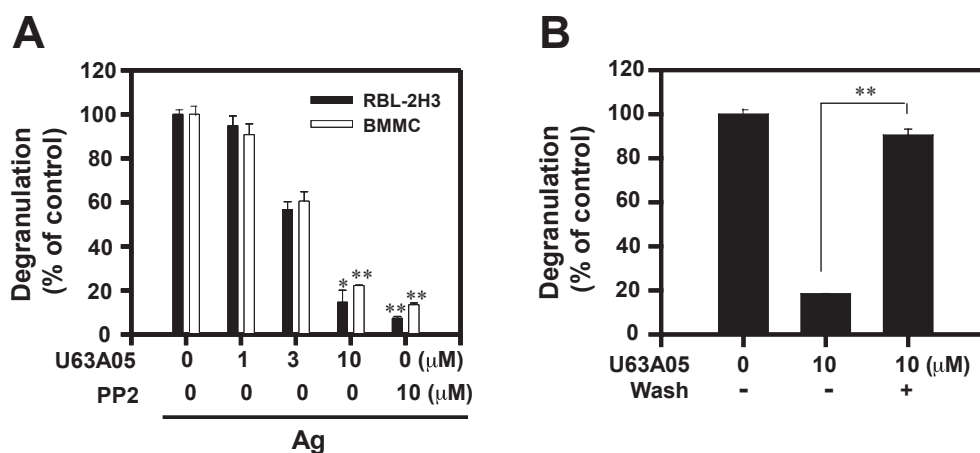 A
120
100
80
60
40
20
0
Degranulation
(% of control)
RBL-2H3
BMMC
* ** ** **
U63A05 0 1 3 10 0 (μM)
PP2 0 0 0 0 10 (μM)
Ag
B
120
100
80
60
40
20
0
Degranulation
(% of control)
**
U63A05 0 10 10 (μM)
Wash - - +